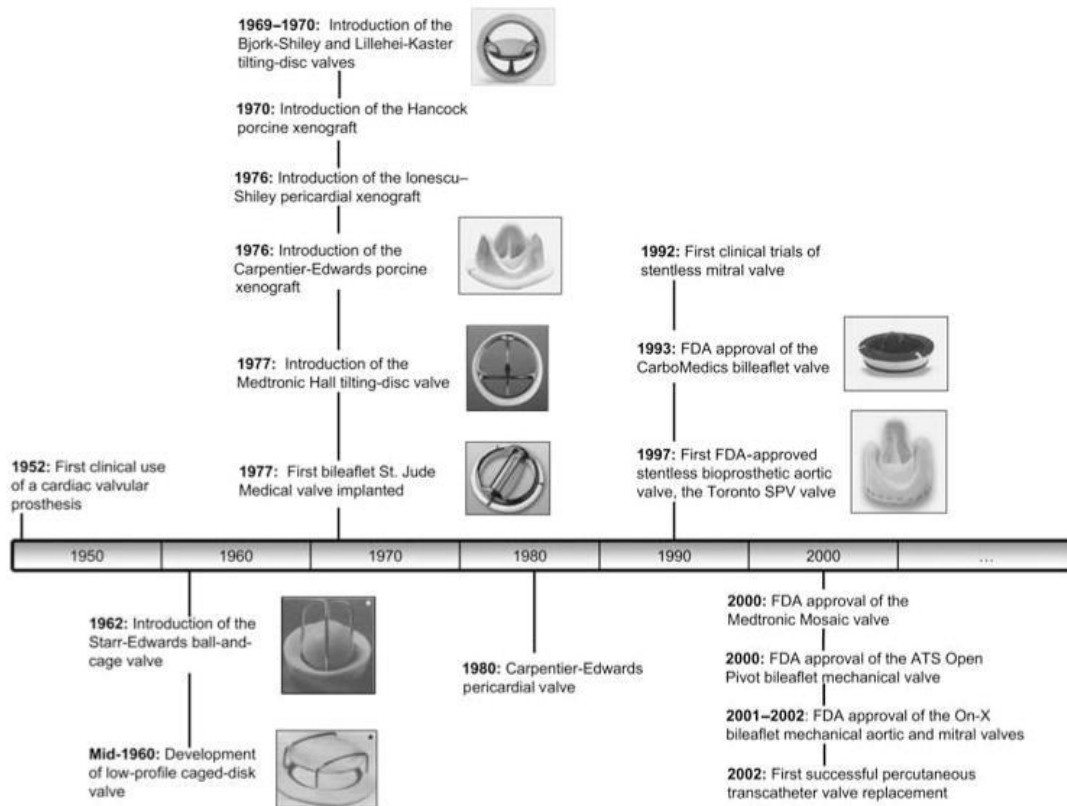 1969–1970: Introduction of the
Bjork-Shiley and Lillehei-Kaster
tilting-disc valves
1970: Introduction of the Hancock
porcine xenograft
1976: Introduction of the Ionescu–
Shiley pericardial xenograft
1976: Introduction of the
Carpentier-Edwards porcine
xenograft
1977: Introduction of the
Medtronic Hall tilting-disc valve
1977: First bileaflet St. Jude
Medical valve implanted
1992: First clinical trials of
stentless mitral valve
1993: FDA approval of the
CarboMedics billeaflet valve
1997: First FDA-approved
stentless bioprosthetic aortic
valve, the Toronto SPV valve
1952: First clinical use
of a cardiac valvular
prosthesis
1950 1960 1970 1980 1990 2000 ...
1962: Introduction of the
Starr-Edwards ball-and-
cage valve
Mid-1960: Development
of low-profile caged-disk
valve
1980: Carpentier-Edwards
pericardial valve
2000: FDA approval of the
Medtronic Mosaic valve
2000: FDA approval of the ATS Open
Pivot bileaflet mechanical valve
2001–2002: FDA approval of the On-X
bileaflet mechanical aortic and mitral valves
2002: First successful percutaneous
transcatheter valve replacement